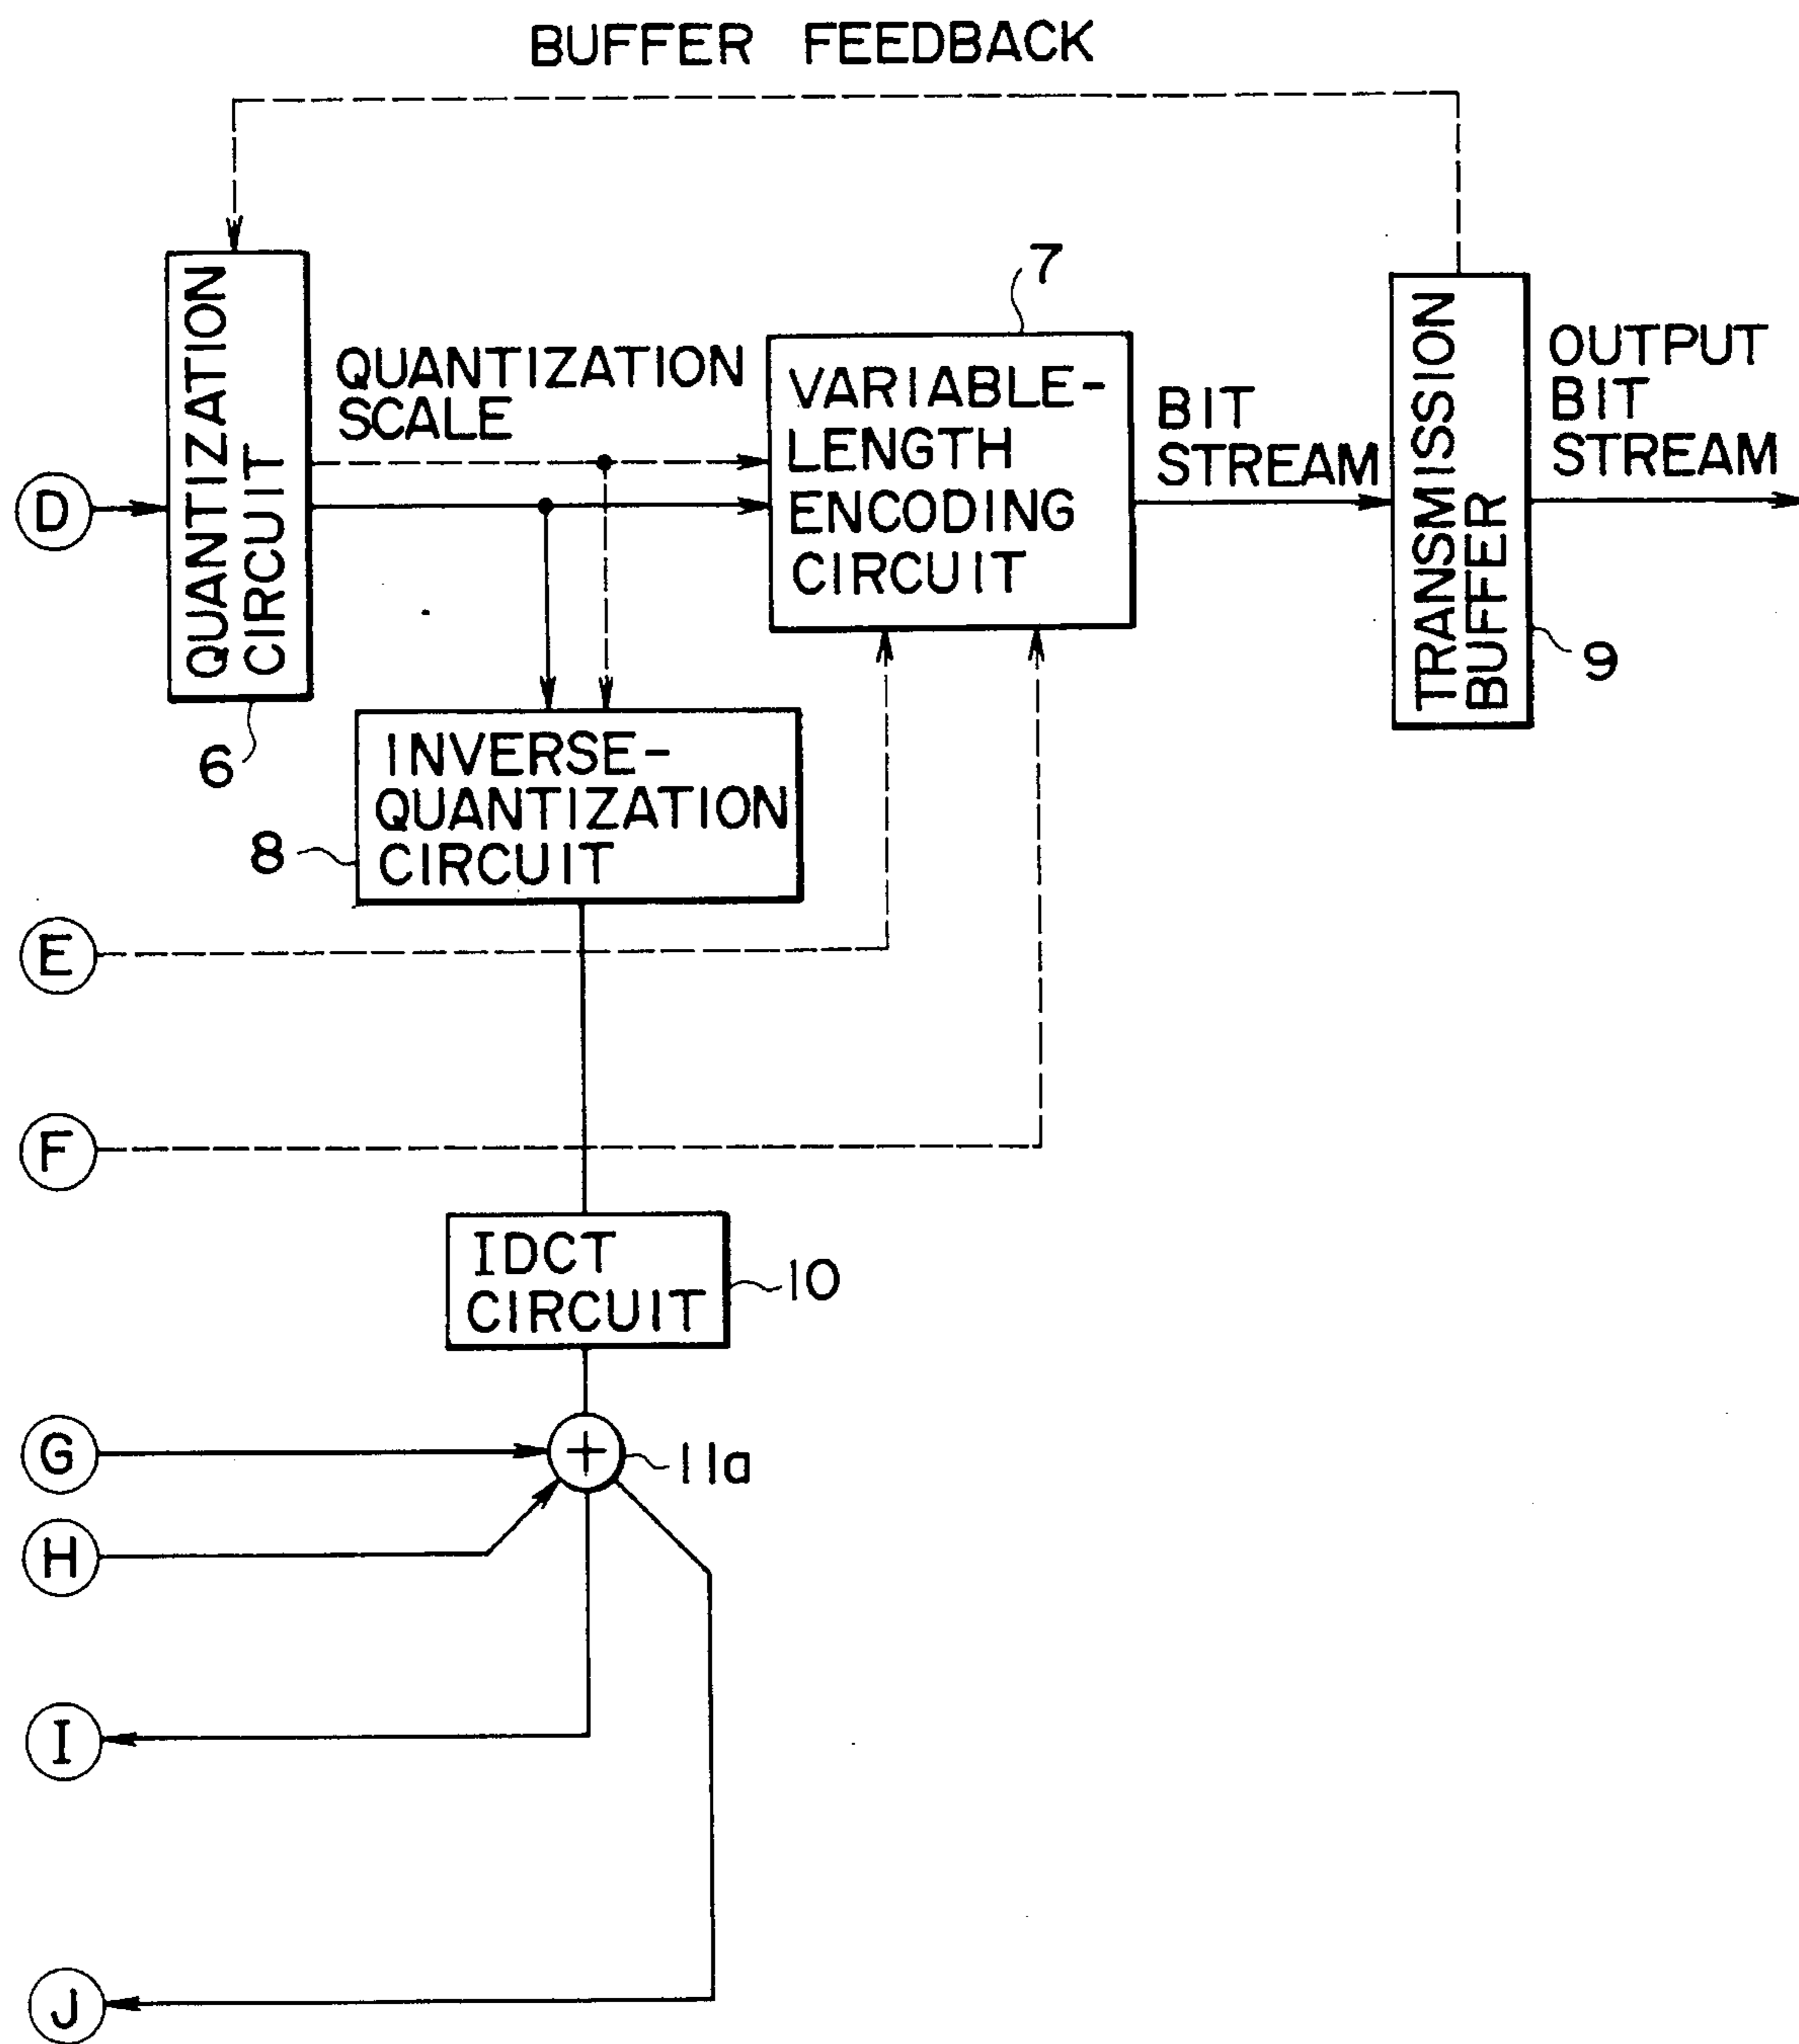 BUFFER FEEDBACK
QUANTIZATION
CIRCUIT
6
QUANTIZATION
SCALE
7
VARIABLE-
LENGTH
ENCODING
CIRCUIT
BIT
STREAM
TRANSMISSION
BUFFER
9
OUTPUT
BIT
STREAM
D
INVERSE-
QUANTIZATION
CIRCUIT
8
E
F
IDCT
CIRCUIT
10
G
+
11a
H
I
J